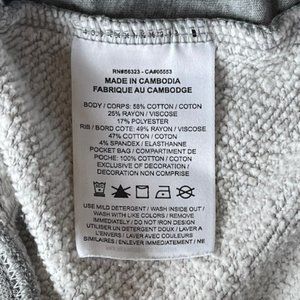 RN#56323 - CA#05553
MADE IN CAMBODIA
FABRIQUE AU CAMBODGE
BODY / CORPS: 58% COTTON / COTON
25% RAYON / VISCOSE
17% POLYESTER
RIB / BORD COTE: 49% RAYON / VISCOSE
47% COTTON / COTON
4% SPANDEX / ELASTHANNE
POCKET BAG / COMPARTIMENT DE
POCHE: 100% COTTON / COTON
EXCLUSIVE OF DECORATION /
DECORATION NON COMPRISE
USE MILD DETERGENT / WASH INSIDE OUT /
WASH WITH LIKE COLORS / REMOVE
IMMEDIATELY / DO NOT IRON DESIGN
UTILISER UN DETERGENT DOUX / LAVER A
L'ENVERS / LAVER AVEC COULEURS
SIMILAIRES / ENLEVER IMMEDIATEMENT / NE